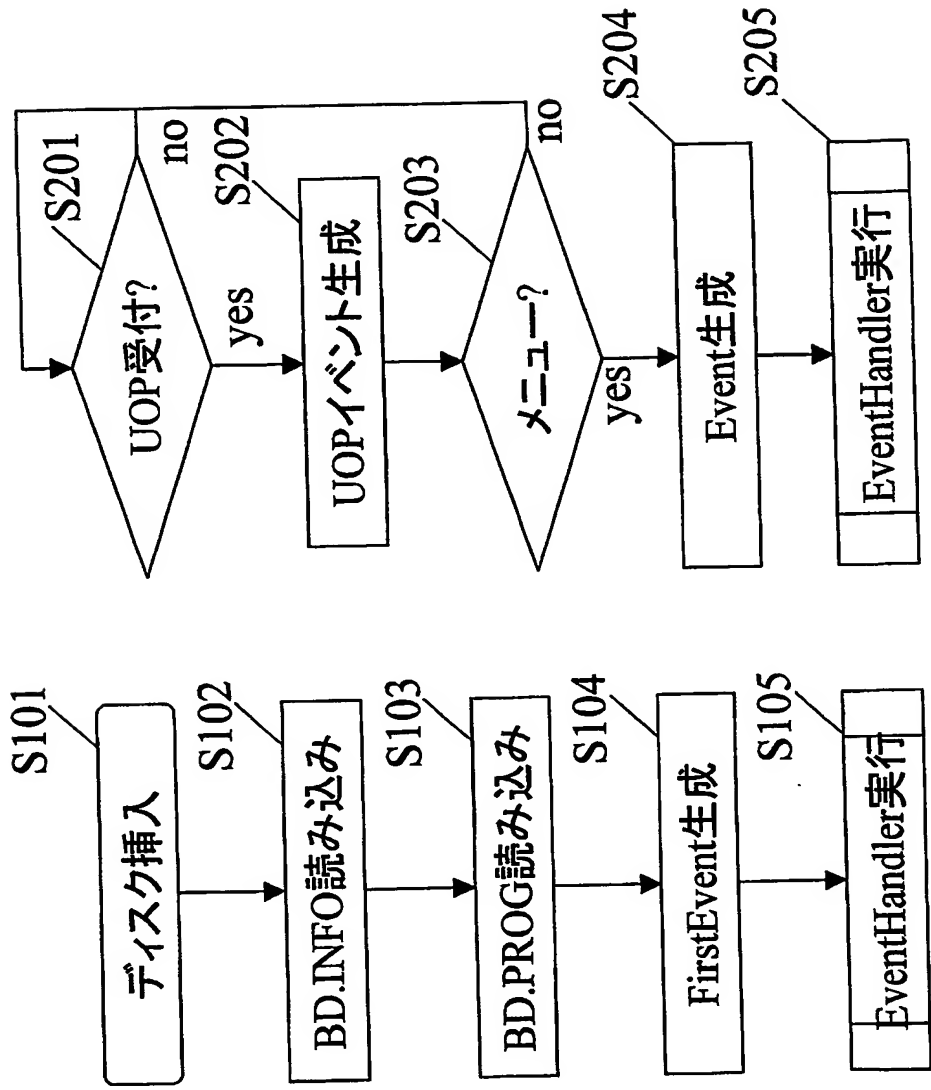 S101
ディスク挿入
S102
BD.INFO読み込み
S103
BD.PROG読み込み
S104
FirstEvent生成
S105
EventHandler実行
S201
UOP受付?
no
yes
S202
UOPイベント生成
S203
メニュー?
no
yes
S204
Event生成
S205
EventHandler実行